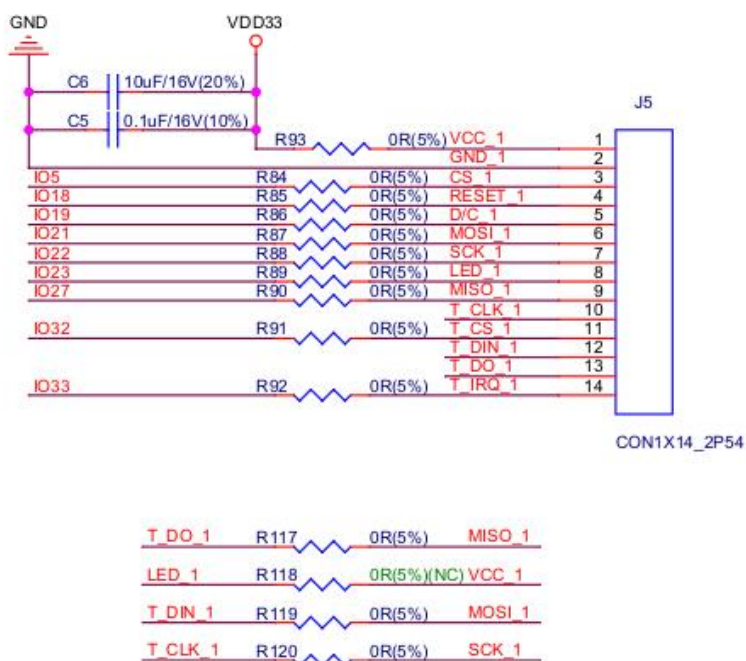 GND VDD33
C6 10uF/16V(20%)
J5
C5 0.1uF/16V(10%)
R93 0R(5%) VCC_1 1
GND_1 2
IO5 R84 0R(5%) CS_1 3
IO18 R85 0R(5%) RESET_1 4
IO19 R86 0R(5%) D/C_1 5
IO21 R87 0R(5%) MOSI_1 6
IO22 R88 0R(5%) SCK_1 7
IO23 R89 0R(5%) LED_1 8
IO27 R90 0R(5%) MISO_1 9
T_CLK_1 10
IO32 R91 0R(5%) T_CS_1 11
T_DIN_1 12
T_DO_1 13
IO33 R92 0R(5%) T_IRQ_1 14
CON1X14_2P54
T_DO_1 R117 0R(5%) MISO_1
LED_1 R118 0R(5%)(NC) VCC_1
T_DIN_1 R119 0R(5%) MOSI_1
T_CLK_1 R120 0R(5%) SCK_1